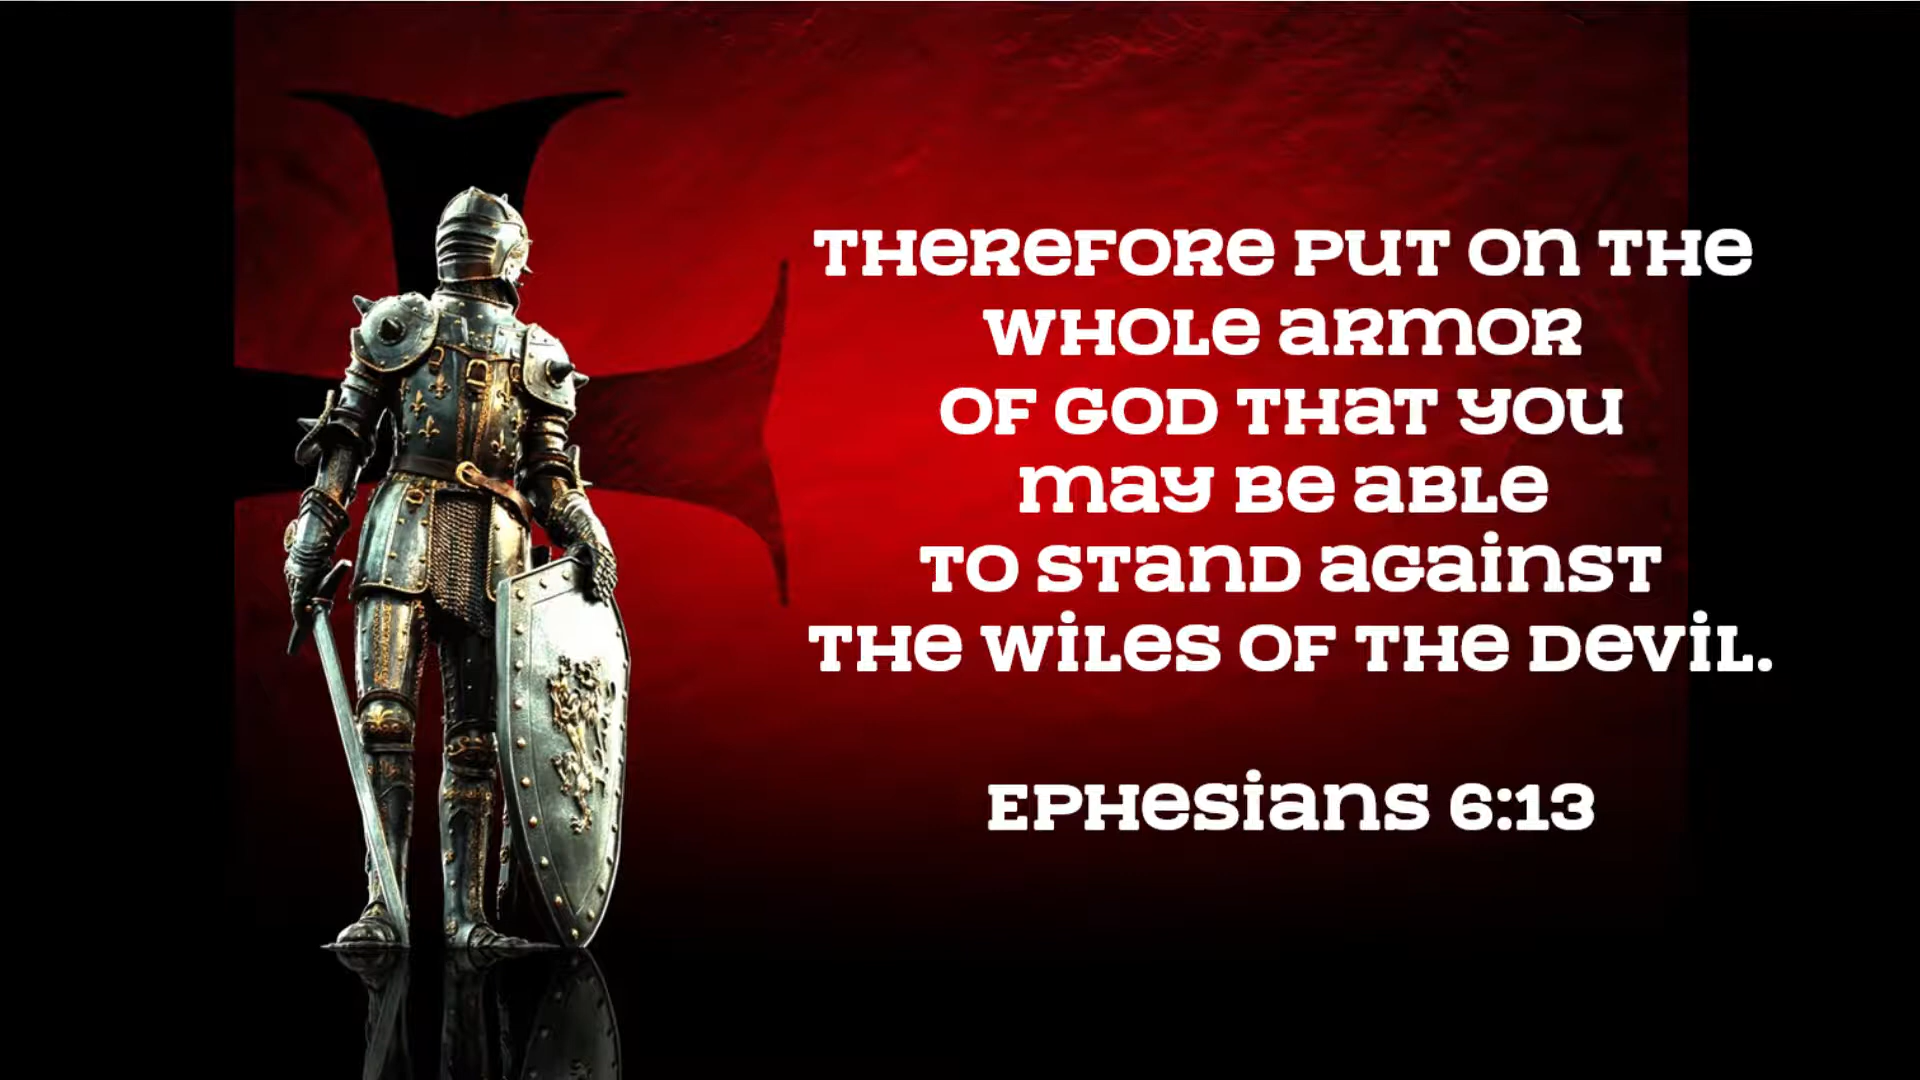 THEREFORE PUT ON THE
WHOLE ARMOR
OF GOD THAT YOU
MAY BE ABLE
TO STAND AGAINST
THE WILES OF THE DEVIL.
EPHESIANS 6:13